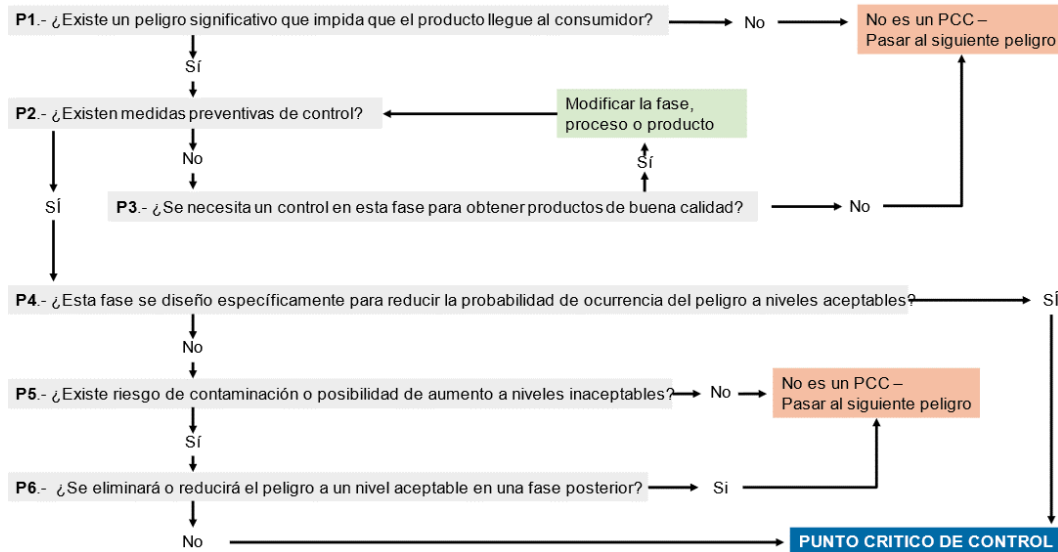 P1.- ¿Existe un peligro significativo que impida que el producto llegue al consumidor?
No
No es un PCC –
Pasar al siguiente peligro
Sí
P2.- ¿Existen medidas preventivas de control?
Modificar la fase,
proceso o producto
No
Sí
SÍ
P3.- ¿Se necesita un control en esta fase para obtener productos de buena calidad?
No
P4.- ¿Esta fase se diseño específicamente para reducir la probabilidad de ocurrencia del peligro a niveles aceptables?
SÍ
No
P5.- ¿Existe riesgo de contaminación o posibilidad de aumento a niveles inaceptables?
No
No es un PCC –
Pasar al siguiente peligro
Sí
P6.- ¿Se eliminará o reducirá el peligro a un nivel aceptable en una fase posterior?
Si
No
PUNTO CRITICO DE CONTROL